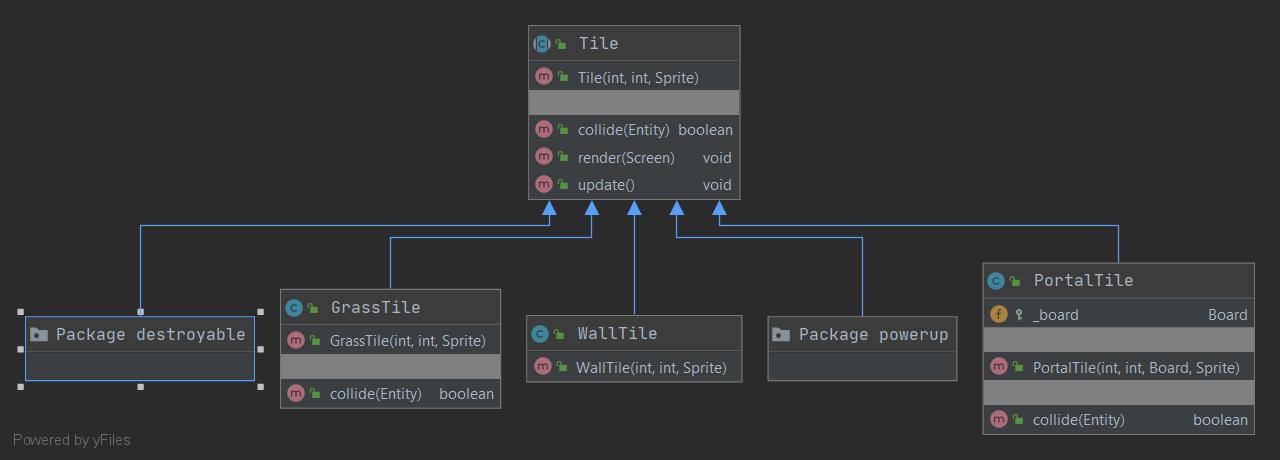 Tile
Tile(int, int, Sprite)
collide(Entity) boolean
render(Screen) void
update() void
Package destroyable
GrassTile
GrassTile(int, int, Sprite)
collide(Entity) boolean
WallTile
WallTile(int, int, Sprite)
Package powerup
PortalTile
_board Board
PortalTile(int, int, Board, Sprite)
collide(Entity) boolean
Powered by yFiles